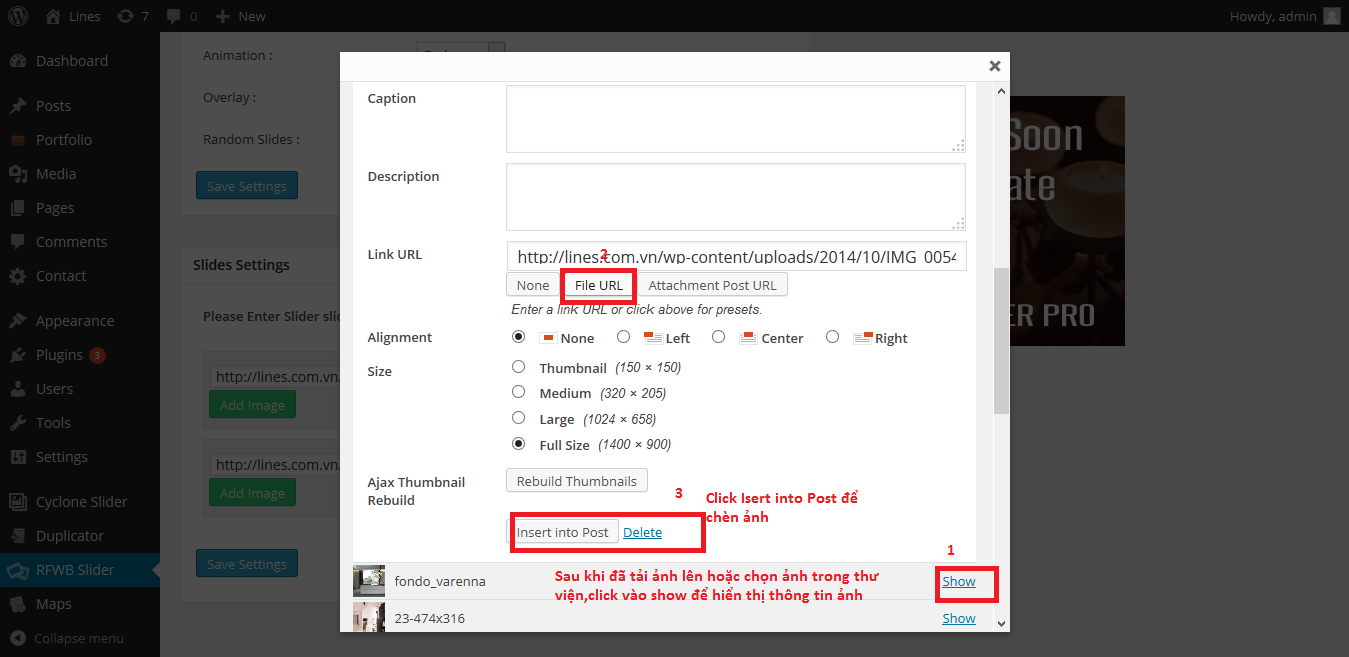 Lines 7 0 New Howdy, admin
Dashboard
Posts
Portfolio
Media
Pages
Comments
Contact
Appearance
Plugins 3
Users
Tools
Settings
Cyclone Slider
Duplicator
RFWB Slider
Maps
Collapse menu
Animation :
Overlay :
Random Slides :
Save Settings
Slides Settings
Please Enter Slider slid
http://lines.com.vn/
Add Image
http://lines.com.vn/
Add Image
Save Settings
Caption
Description
Link URL
http://lines.com.vn/wp-content/uploads/2014/10/IMG_0054
2
None File URL Attachment Post URL
Enter a link URL or click above for presets.
Alignment None Left Center Right
Size
Thumbnail (150 × 150)
Medium (320 × 205)
Large (1024 × 658)
Full Size (1400 × 900)
Ajax Thumbnail
Rebuild
Rebuild Thumbnails
3
Click Isert into Post để
chèn ảnh
Insert into Post Delete
1
fondo_varenna
Sau khi đã tải ảnh lên hoặc chọn ảnh trong thư
viện,click vào show để hiển thị thông tin ảnh
Show
23-474x316 Show
Soon
ate
ER PRO